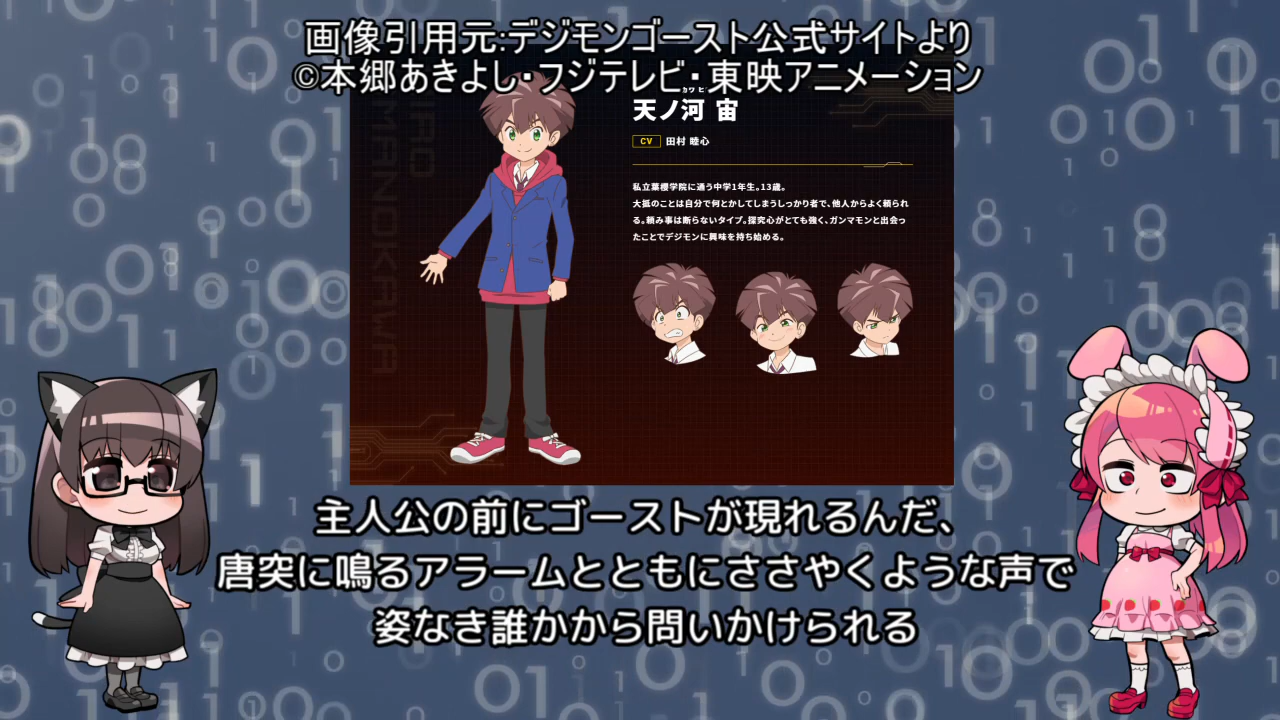 画像引用元:デジモンゴースト公式サイトより
©本郷あきよし・フジテレビ・東映アニメーション
HIRO
AMANOKAWA
天ノ河 宙
CV 田村 睦心
私立葉櫻学院に通う中学1年生。13歳。
大抵のことは自分で何とかしてしまうしっかり者で、他人からよく頼られ
る。頼み事は断らないタイプ。探究心がとても強く、ガンマモンと出会っ
たことでデジモンに興味を持ち始める。
主人公の前にゴーストが現れるんだ、
唐突に鳴るアラームとともにささやくような声で
姿なき誰かから問いかけられる